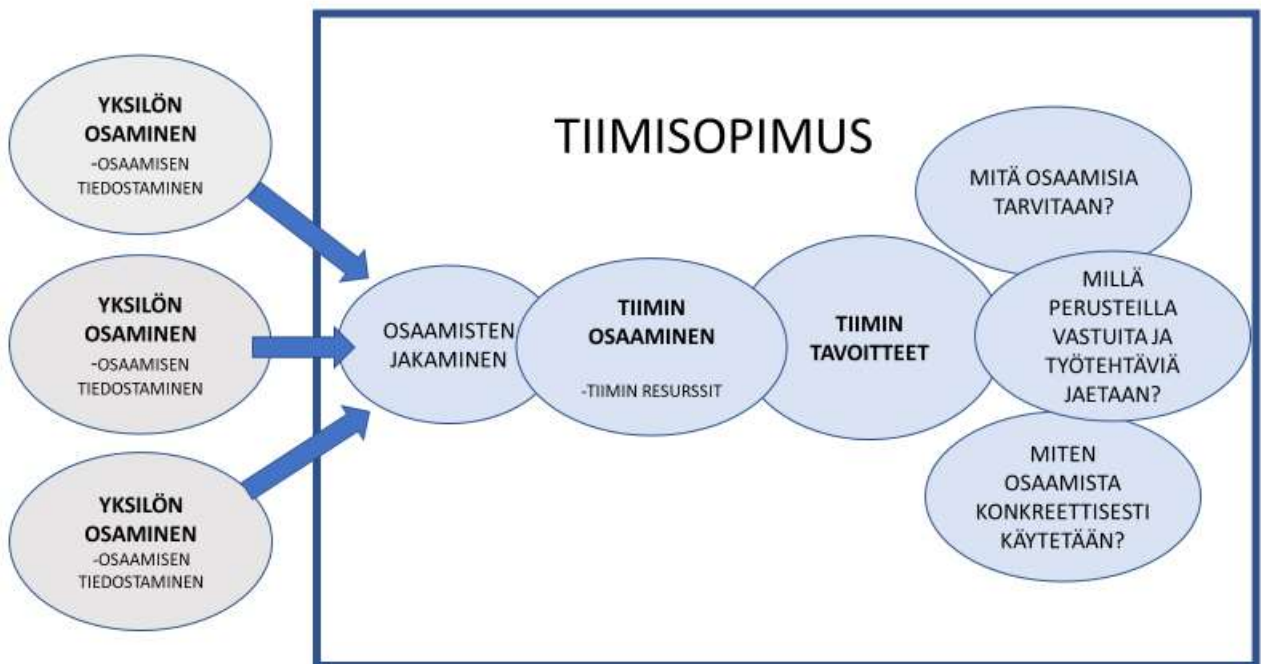 YKSILÖN
OSAMINEN
-OSAAMISEN
TIEDOSTAMINEN
YKSILÖN
OSAMINEN
-OSAAMISEN
TIEDOSTAMINEN
YKSILÖN
OSAMINEN
-OSAAMISEN
TIEDOSTAMINEN
TIIMISOPIMUS
OSAAMISTEN
JAKAMINEN
TIIMIN
OSAAMINEN
-TIIMIN RESURSSIT
TIIMIN
TAVOITTEET
MITÄ OSAAMISIA
TARVITAAN?
MILLÄ
PERUSTEILLA
VASTUITA JA
TYÖTEHTÄVIÄ
JAETAAN?
MITEN
OSAAMISTA
KONKREETTISESTI
KÄYTETÄÄN?